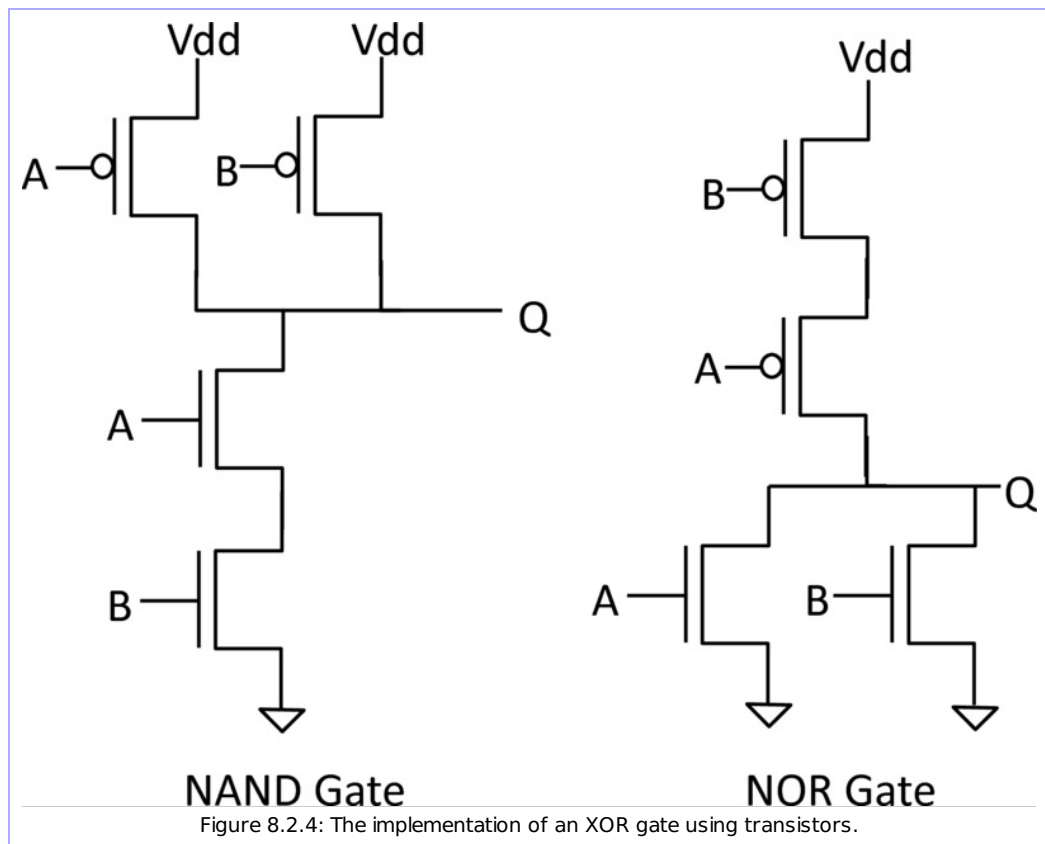 Vdd Vdd
Vdd
A B
B
A
Q
A
Q
B
A B
NAND Gate NOR Gate
Figure 8.2.4: The implementation of an XOR gate using transistors.